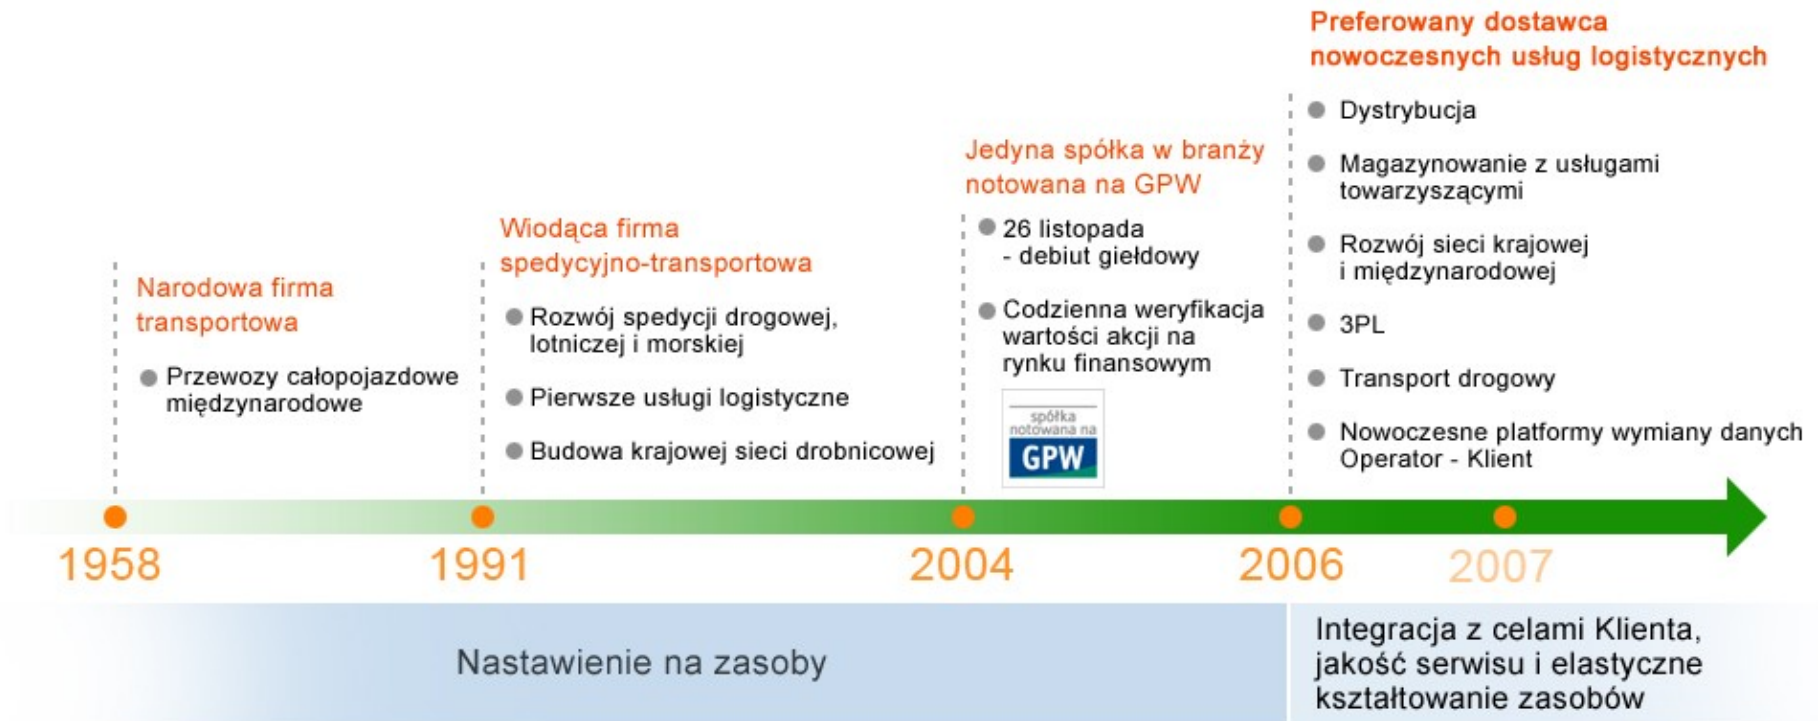 Narodowa firma
transportowa
Przewozy całopojazdowe
międzynarodowe
Wiodąca firma
spedycyjno-transportowa
Rozwój spedycji drogowej,
lotniczej i morskiej
Pierwsze usługi logistyczne
Budowa krajowej sieci drobnicowej
Jedyna spółka w branży
notowana na GPW
26 listopada
- debiut giełdowy
Codzienna weryfikacja
wartości akcji na
rynku finansowym
spółka
notowana na
GPW
Preferowany dostawca
nowoczesnych usług logistycznych
Dystrybucja
Magazynowanie z usługami
towarzyszącymi
Rozwój sieci krajowej
i międzynarodowej
3PL
Transport drogowy
Nowoczesne platformy wymiany danych
Operator - Klient
1958
1991
2004
2006
2007
Nastawienie na zasoby
Integracja z celami Klienta,
jakość serwisu i elastyczne
kształtowanie zasobów